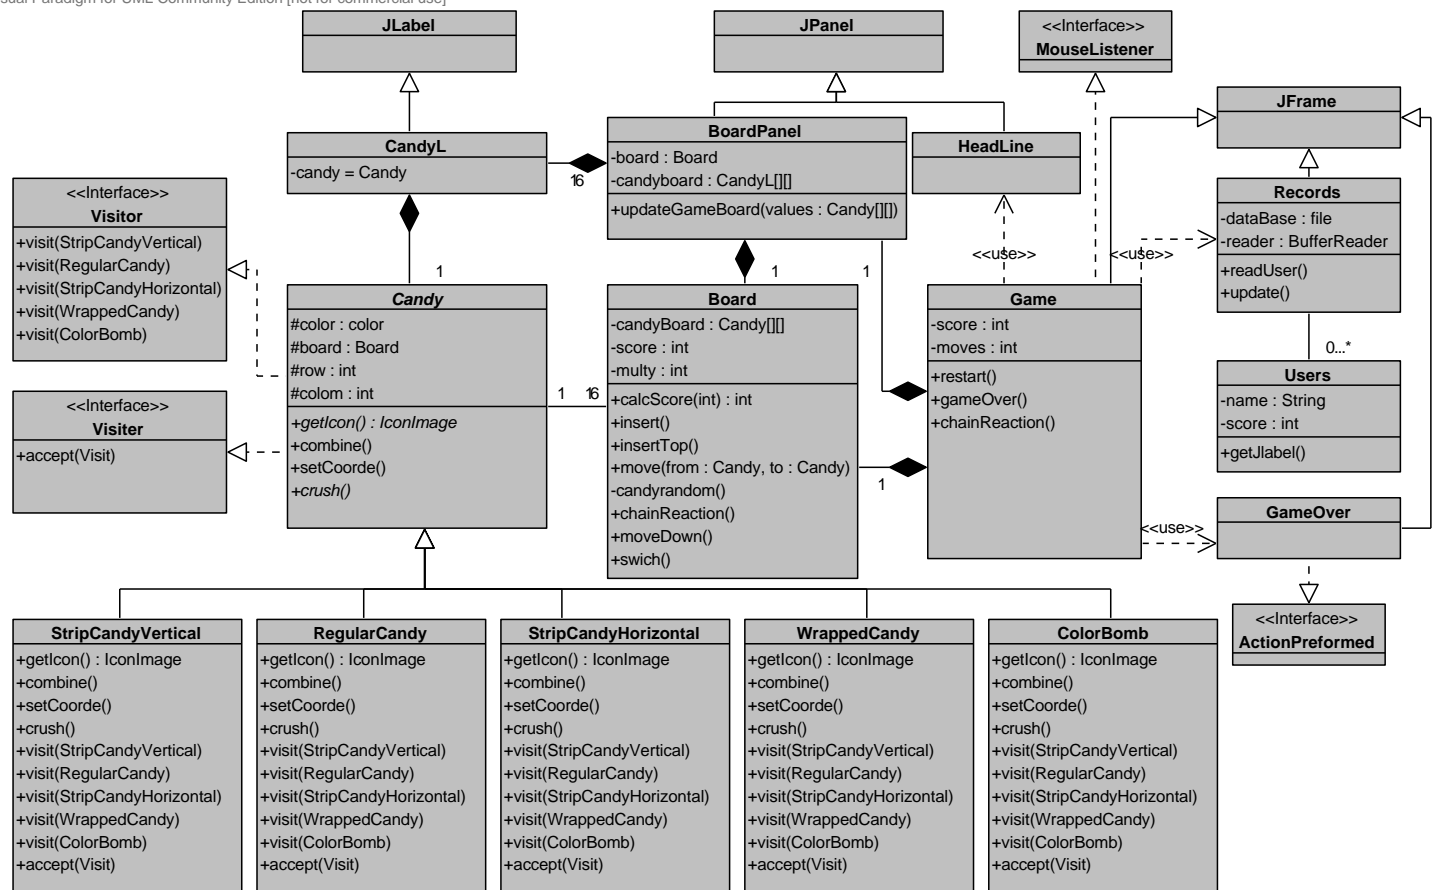 sual Paradigm for UML Community Edition [not for commercial use]
JLabel
JPanel
<<Interface>>
MouseListener
JFrame
CandyL
-candy = Candy
BoardPanel
-board : Board
-candyboard : CandyL[][]
+updateGameBoard(values : Candy[][])
HeadLine
16
<<Interface>>
Visitor
+visit(StripCandyVertical)
+visit(RegularCandy)
+visit(StripCandyHorizontal)
+visit(WrappedCandy)
+visit(ColorBomb)
Records
-dataBase : file
-reader : BufferReader
+readUser()
+update()
<<use>>
<<use>>
1
1
1
Candy
#color : color
#board : Board
#row : int
#colom : int
+getIcon() : IconImage
+combine()
+setCoorde()
+crush()
Board
-candyBoard : Candy[][]
-score : int
-multy : int
+calcScore(int) : int
+insert()
+insertTop()
+move(from : Candy, to : Candy)
-candyrandom()
+chainReaction()
+moveDown()
+swich()
Game
-score : int
-moves : int
+restart()
+gameOver()
+chainReaction()
0...*
Users
-name : String
-score : int
+getJlabel()
<<Interface>>
Visiter
+accept(Visit)
1
16
1
<<use>>
GameOver
<<Interface>>
ActionPreformed
StripCandyVertical
+getIcon() : IconImage
+combine()
+setCoorde()
+crush()
+visit(StripCandyVertical)
+visit(RegularCandy)
+visit(StripCandyHorizontal)
+visit(WrappedCandy)
+visit(ColorBomb)
+accept(Visit)
RegularCandy
+getIcon() : IconImage
+combine()
+setCoorde()
+crush()
+visit(StripCandyVertical)
+visit(RegularCandy)
+visit(StripCandyHorizontal)
+visit(WrappedCandy)
+visit(ColorBomb)
+accept(Visit)
StripCandyHorizontal
+getIcon() : IconImage
+combine()
+setCoorde()
+crush()
+visit(StripCandyVertical)
+visit(RegularCandy)
+visit(StripCandyHorizontal)
+visit(WrappedCandy)
+visit(ColorBomb)
+accept(Visit)
WrappedCandy
+getIcon() : IconImage
+combine()
+setCoorde()
+crush()
+visit(StripCandyVertical)
+visit(RegularCandy)
+visit(StripCandyHorizontal)
+visit(WrappedCandy)
+visit(ColorBomb)
+accept(Visit)
ColorBomb
+getIcon() : IconImage
+combine()
+setCoorde()
+crush()
+visit(StripCandyVertical)
+visit(RegularCandy)
+visit(StripCandyHorizontal)
+visit(WrappedCandy)
+visit(ColorBomb)
+accept(Visit)